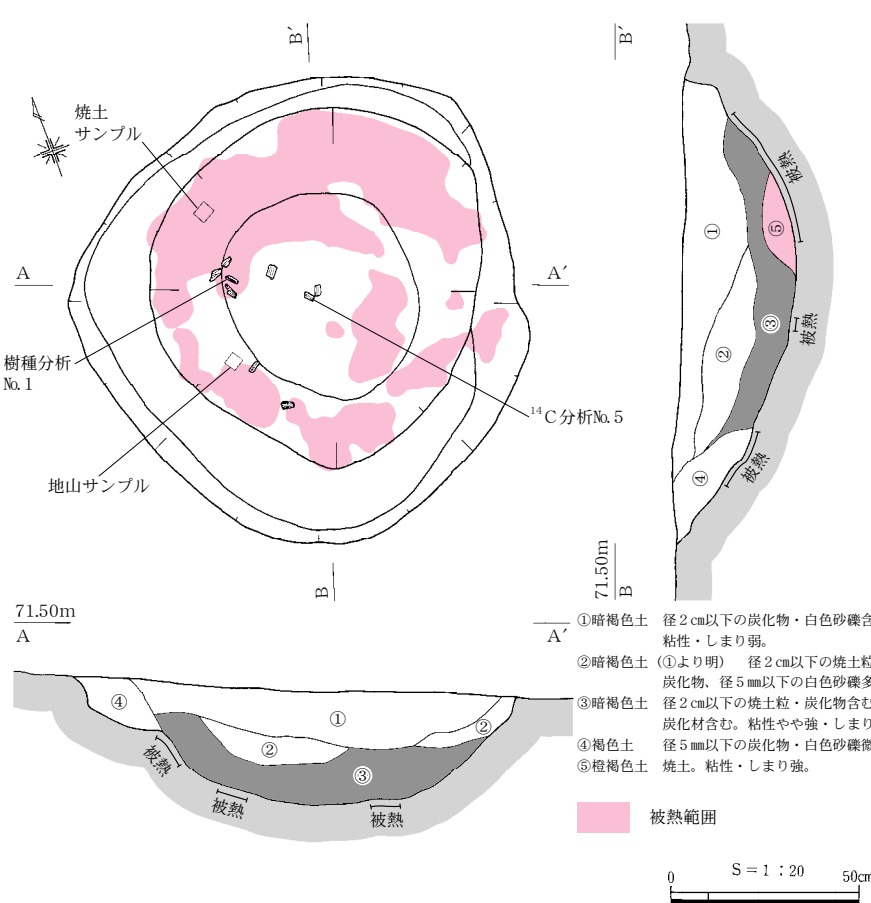 B′
B′
焼土
サンプル
被熱
①
⑤
A
A′
③
被熱
樹種分析
№1
②
¹⁴C分析№5
被熱
④
地山サンプル
B
71.50m
B
71.50m
A
A′
①暗褐色土 径2㎝以下の炭化物・白色砂礫含
粘性・しまり弱。
②暗褐色土(①より明) 径2㎝以下の焼土粒
炭化物、径5㎜以下の白色砂礫多
③暗褐色土 径2㎝以下の焼土粒・炭化物含む
炭化材含む。粘性やや強・しまり
④褐色土 径5㎜以下の炭化物・白色砂礫微
⑤橙褐色土 焼土。粘性・しまり強。
④
①
②
②
③
被熱
被熱
被熱
被熱範囲
S=1:20
0 50cm